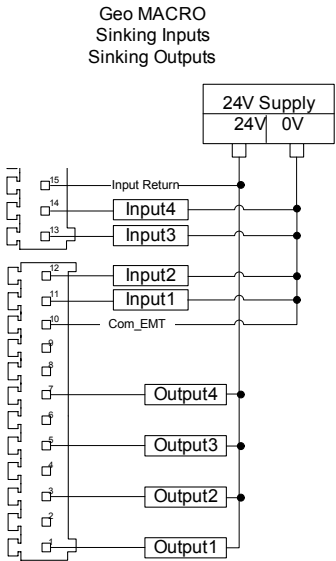 Geo MACRO
Sinking Inputs
Sinking Outputs
24V Supply
24V 0V
15 Input Return
14 Input4
13 Input3
12 Input2
11 Input1
10 Com_EMT
9
8
7 Output4
6
5 Output3
4
3 Output2
2
1 Output1